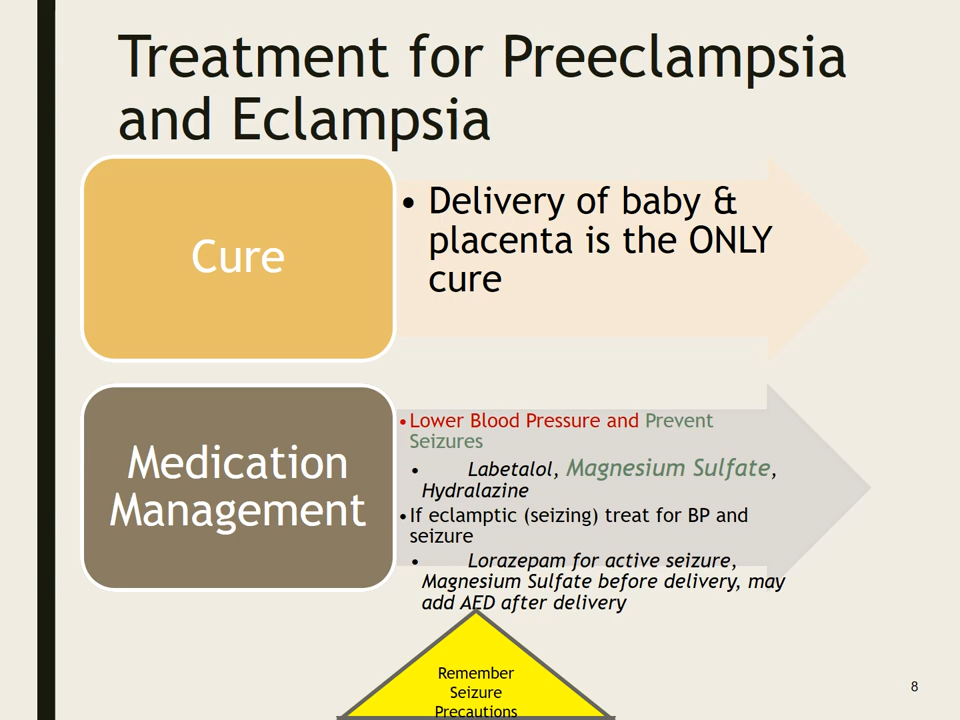 Treatment for Preeclampsia
and Eclampsia
Cure
• Delivery of baby &
placenta is the ONLY
cure
Medication
Management
•Lower Blood Pressure and Prevent
Seizures
• Labetalol, Magnesium Sulfate,
Hydralazine
•If eclamptic (seizing) treat for BP and
seizure
• Lorazepam for active seizure,
Magnesium Sulfate before delivery, may
add AED after delivery
Remember
Seizure
Precautions
8